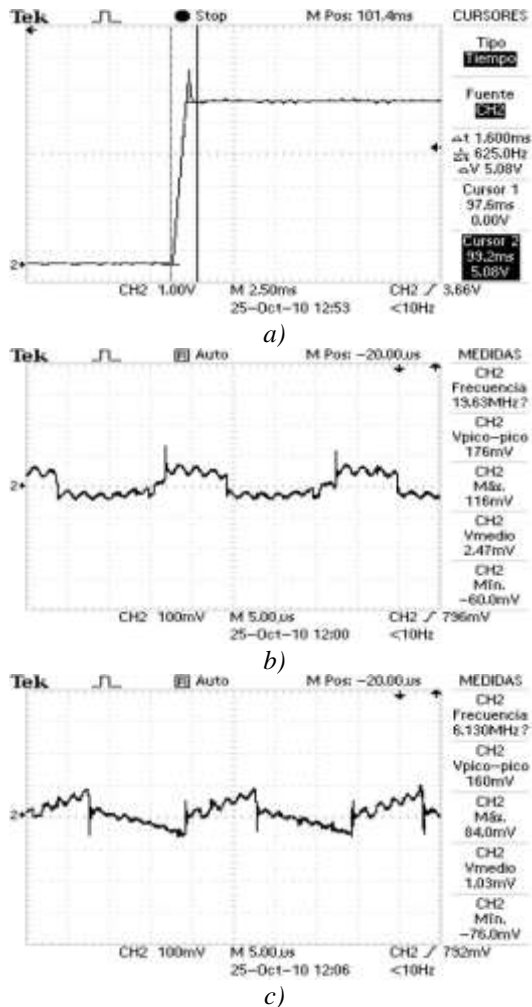 Tek Stop M Pos: 101.4ms CURSORES
Tipo
Tiempo
Fuente
CH2
Δt 1.600ms
625.0Hz
ΔV 5.08V
Cursor 1
97.6ms
0.00V
Cursor 2
99.2ms
5.08V
2
CH2 1.00V M 2.50ms CH2 3.66V
25-Oct-10 12:53 <10Hz
a)
Tek Auto M Pos: -20.00us MEDIDAS
CH2
Frecuencia
19.63MHz?
CH2
Vpico-pico
176mV
CH2
Máx.
116mV
CH2
Vmedio
2.47mV
CH2
Mín.
-60.0mV
2
CH2 100mV M 5.00us CH2 796mV
25-Oct-10 12:00 <10Hz
b)
Tek Auto M Pos: -20.00us MEDIDAS
CH2
Frecuencia
6.130MHz?
CH2
Vpico-pico
160mV
CH2
Máx.
84.0mV
CH2
Vmedio
1.03mV
CH2
Mín.
-76.0mV
2
CH2 100mV M 5.00us CH2 792mV
25-Oct-10 12:06 <10Hz
c)